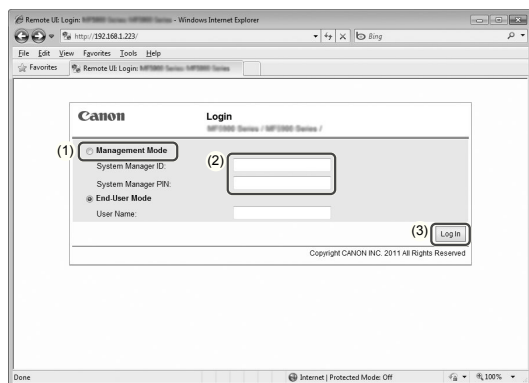 Remote UI: Login: - Windows Internet Explorer
http://192.168.1.223/
Bing
File Edit View Favorites Tools Help
Favorites Remote UI: Login:
Canon Login
(1) Management Mode
(2)
System Manager ID:
System Manager PIN:
End-User Mode
User Name:
(3) Log In
Copyright CANON INC. 2011 All Rights Reserved
Done Internet | Protected Mode: Off 100%